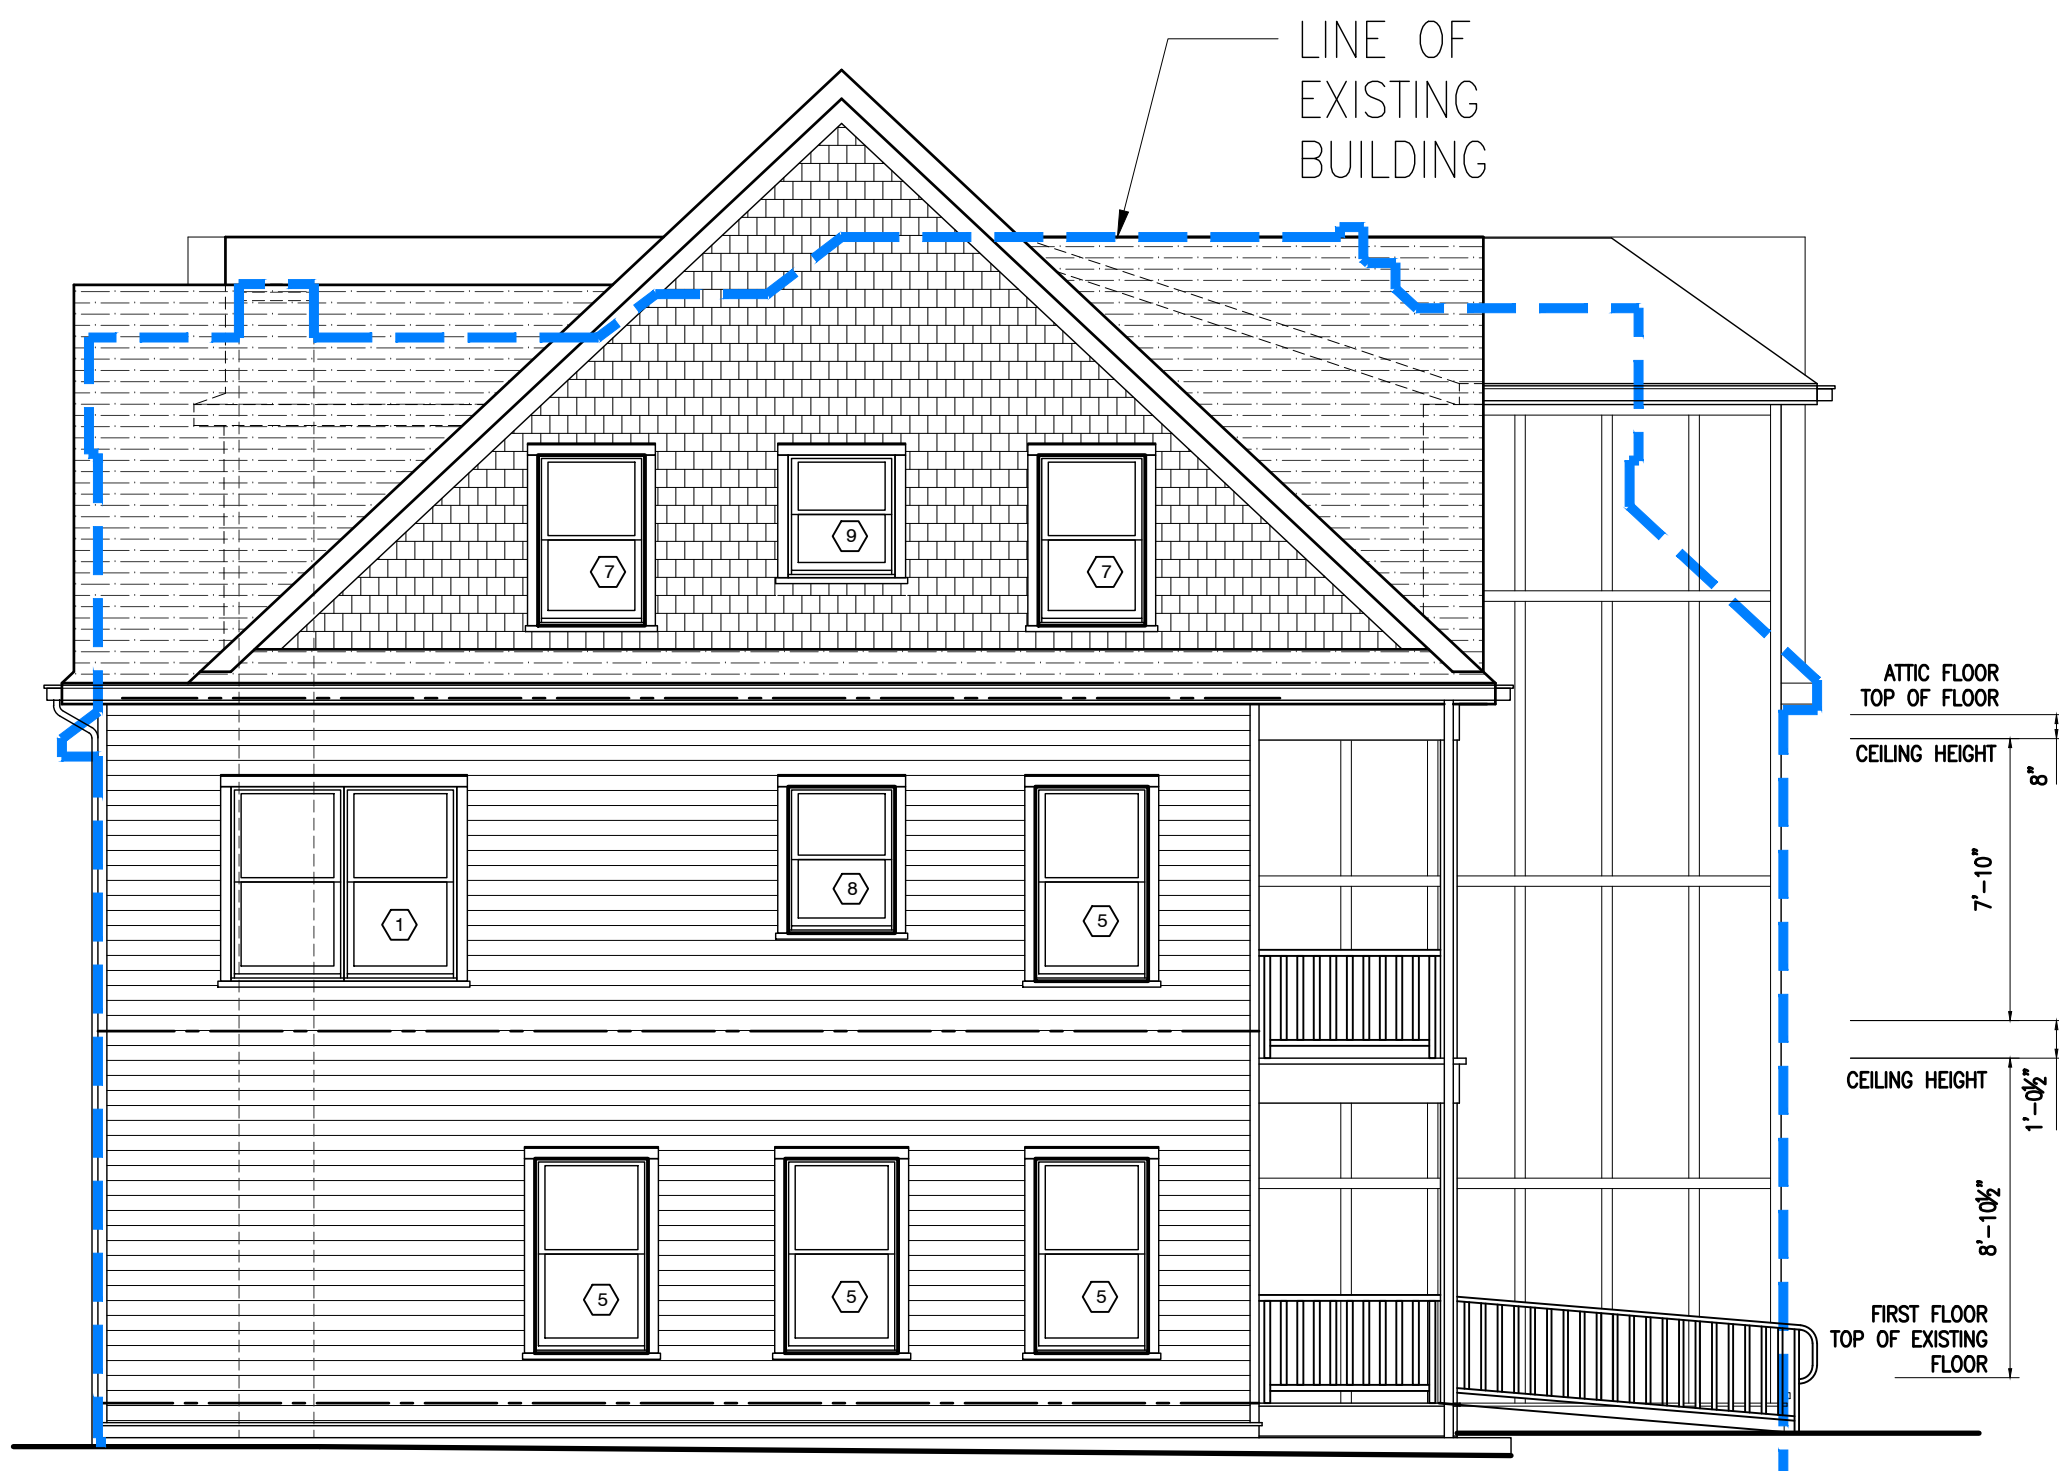 LINE OF
EXISTING
BUILDING
7
9
7
ATTIC FLOOR
TOP OF FLOOR
CEILING HEIGHT
8"
7'-10"
1
8
5
CEILING HEIGHT
1'-0½"
8'-10½"
5
5
5
FIRST FLOOR
TOP OF EXISTING
FLOOR